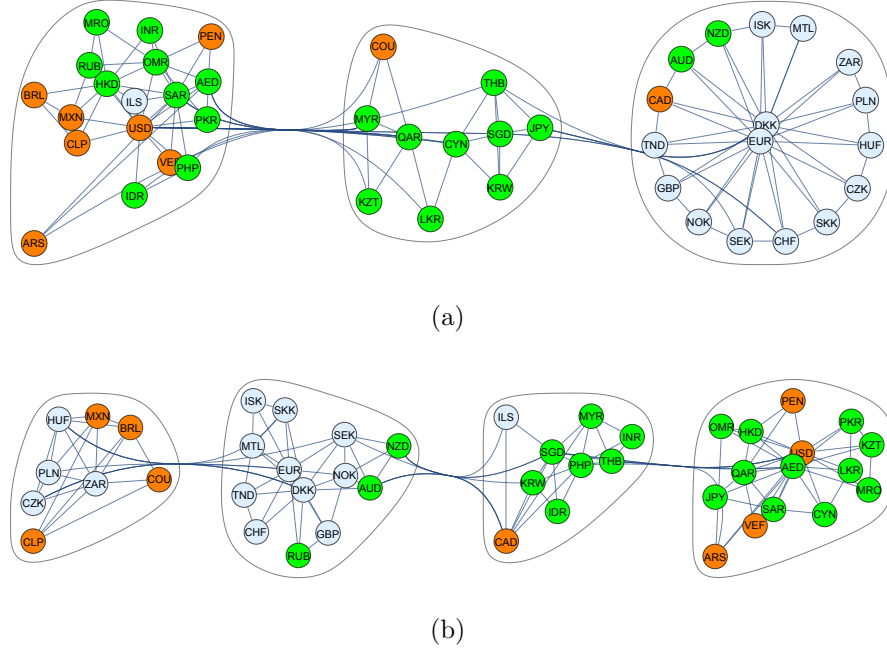 MRO INR PEN
RUB OMR
HKD AED
BRL ILS SAR
MXN USD PKR
CLP VEF PHP
IDR
ARS
COU
THB
MYR QAR CYN SGD JPY
KZT LKR KRW
ISK MTL
NZD
AUD ZAR
CAD PLN
DKK
TND EUR HUF
GBP CZK
NOK SKK
SEK CHF
(a)
HUF MXN BRL
PLN ZAR COU
CZK
CLP
ISK SKK
MTL SEK NZD
EUR NOK
TND DKK AUD
CHF GBP
RUB
ILS MYR
SGD INR
KRW PHP THB
IDR
CAD
PEN
OMR HKD PKR
USD KZT
QAR AED LKR
JPY MRO
VEF SAR CYN
ARS
(b)